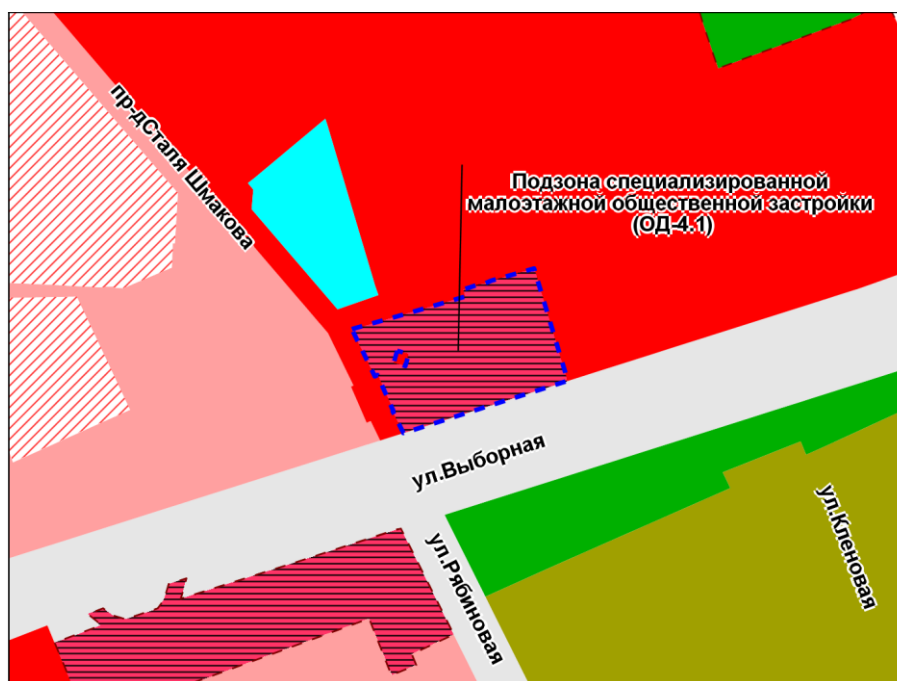 пр-дСталя Шмакова
Подзона специализированной
малоэтажной общественной застройки
(ОД-4.1)
ул.Выборная
ул.Рябиновая
ул.Кленовая